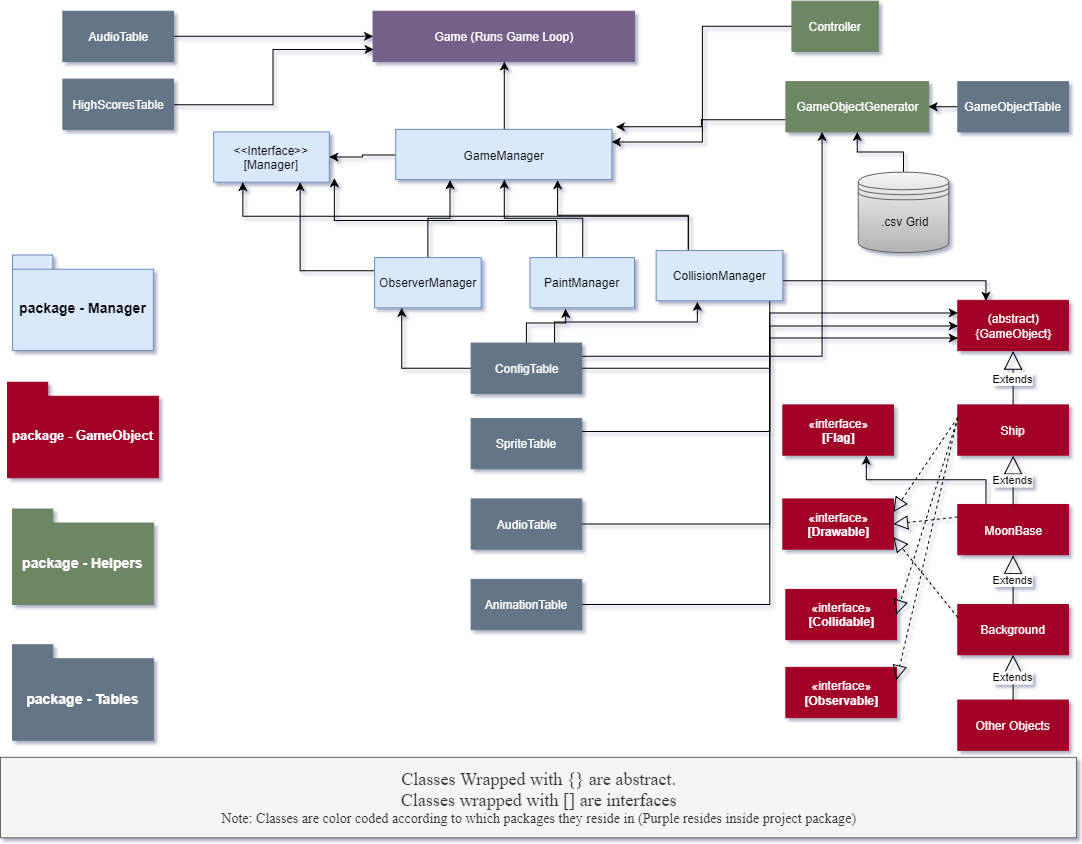 AudioTable
Game (Runs Game Loop)
Controller
HighScoresTable
GameObjectGenerator
GameObjectTable
<<Interface>>
[Manager]
GameManager
.csv Grid
package - Manager
ObserverManager
PaintManager
CollisionManager
(abstract)
{GameObject}
ConfigTable
Extends
package - GameObject
«interface»
[Flag]
Ship
SpriteTable
Extends
«interface»
[Drawable]
MoonBase
AudioTable
package - Helpers
Extends
AnimationTable
«interface»
[Collidable]
Background
Extends
package - Tables
«interface»
[Observable]
Other Objects
Classes Wrapped with {} are abstract.
Classes wrapped with [] are interfaces
Note: Classes are color coded according to which packages they reside in (Purple resides inside project package)